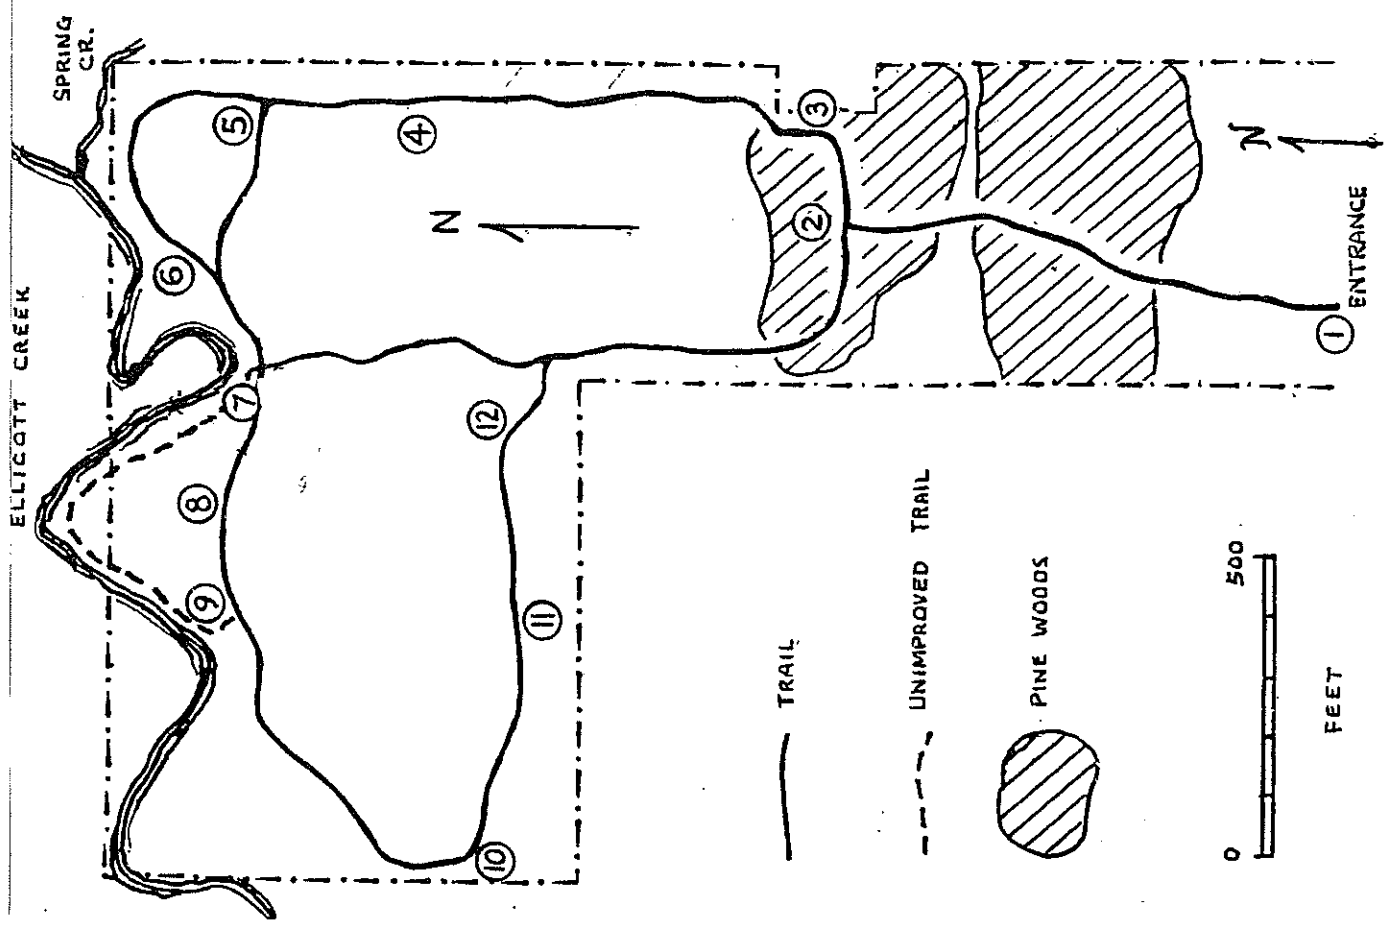 SPRING
CR.
ELLICOTT CREEK
5
4
3
6
N
2
N
7
ENTRANCE
1
8
12
9
11
10
TRAIL
UNIMPROVED TRAIL
PINE WOODS
0
500
FEET